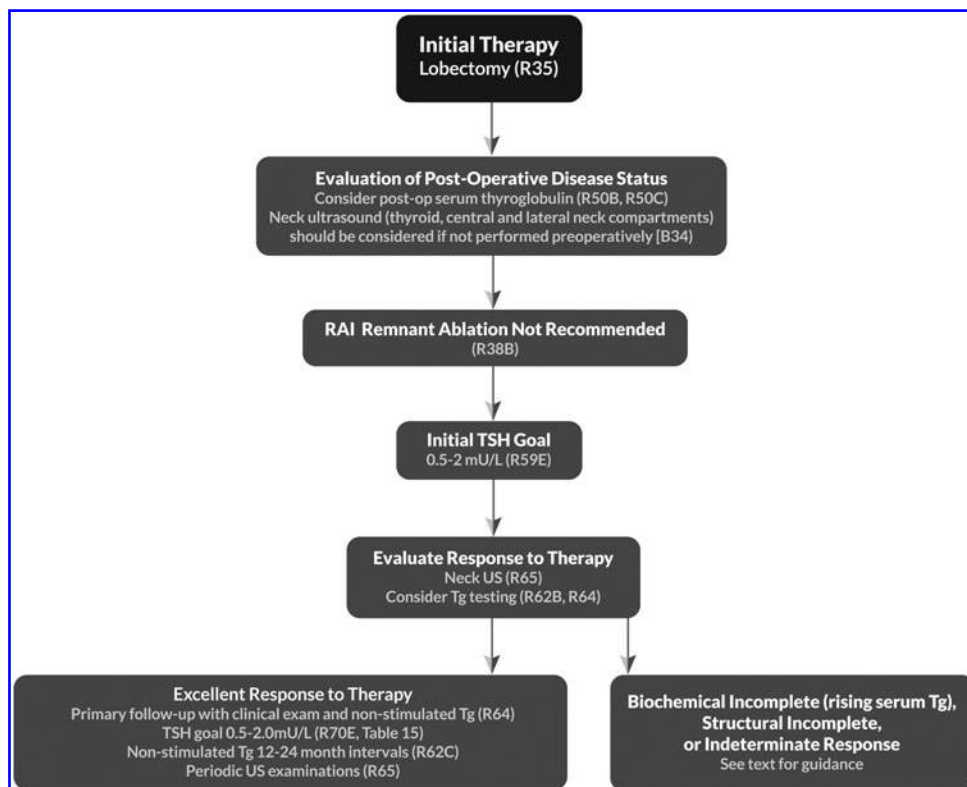 Initial Therapy
Lobectomy (R35)
Evaluation of Post-Operative Disease Status
Consider post-op serum thyroglobulin (R50B, R50C)
Neck ultrasound (thyroid, central and lateral neck compartments)
should be considered if not performed preoperatively [B34)
RAI Remnant Ablation Not Recommended
(R38B)
Initial TSH Goal
0.5-2 mU/L (R59E)
Evaluate Response to Therapy
Neck US (R65)
Consider Tg testing (R62B, R64)
Excellent Response to Therapy
Primary follow-up with clinical exam and non-stimulated Tg (R64)
TSH goal 0.5-2.0mU/L (R70E, Table 15)
Non-stimulated Tg 12-24 month intervals (R62C)
Periodic US examinations (R65)
Biochemical Incomplete (rising serum Tg),
Structural Incomplete,
or Indeterminate Response
See text for guidance